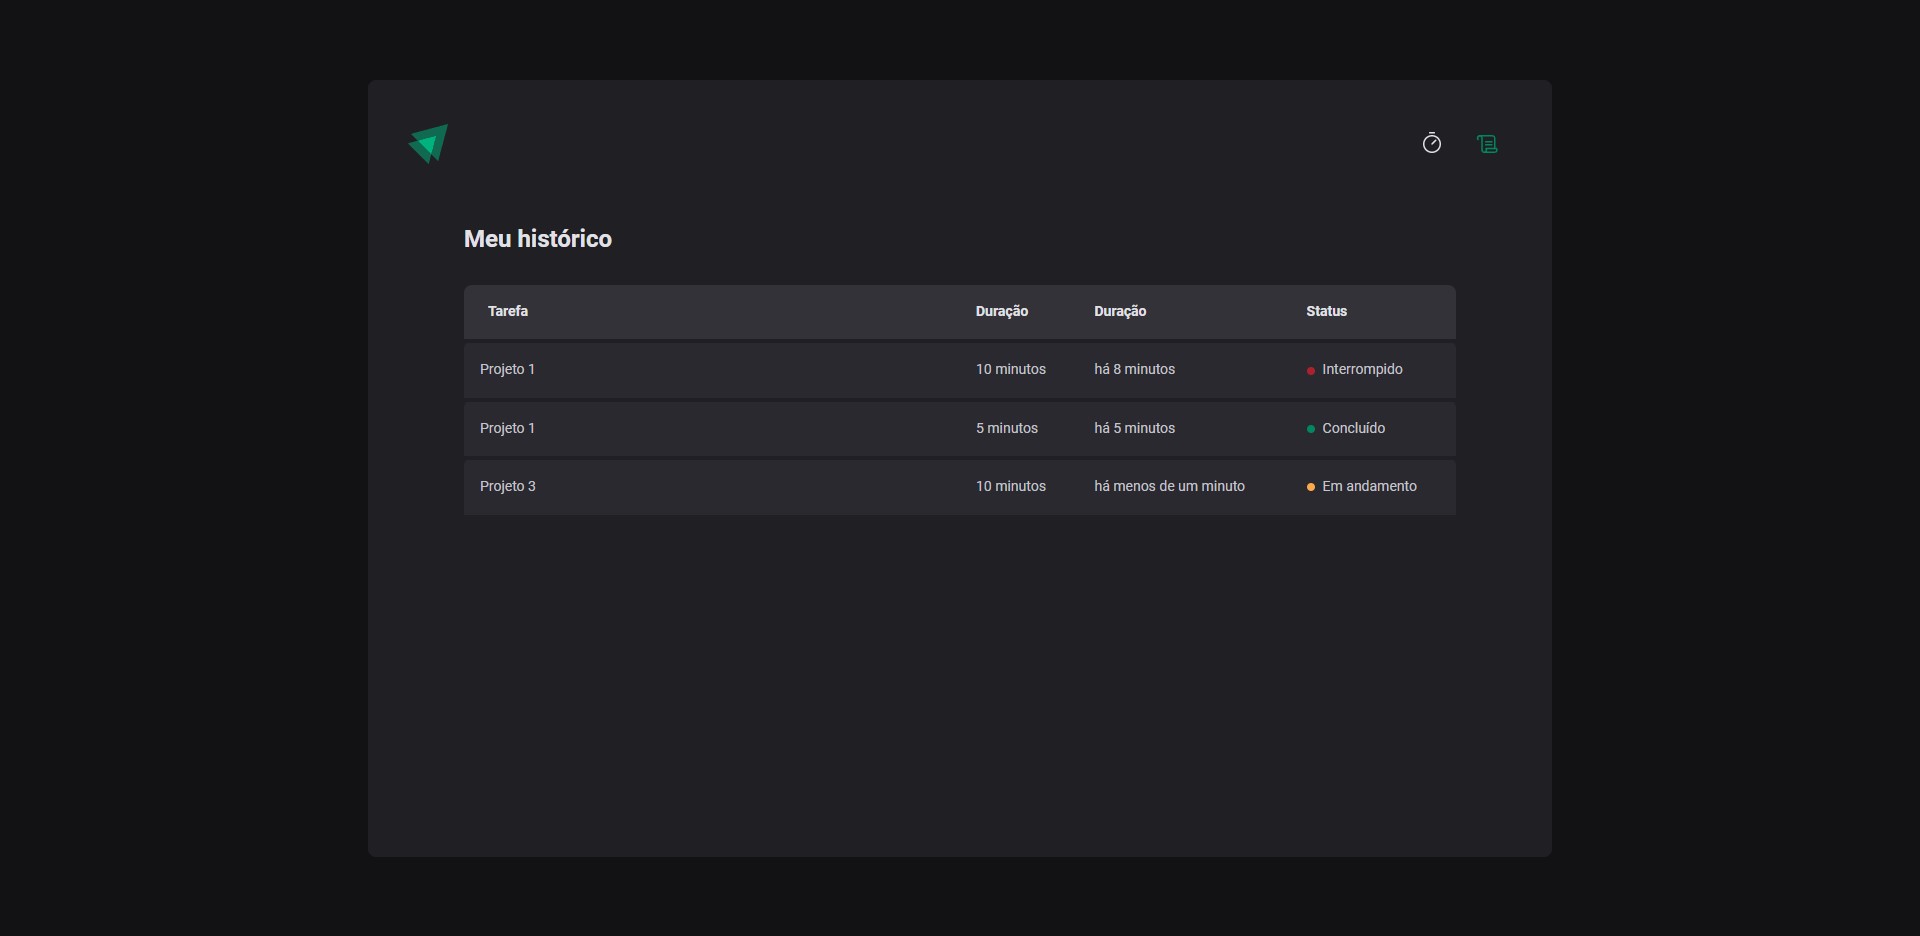 Meu histórico
Tarefa Duração Duração Status
Projeto 1 10 minutos há 8 minutos Interrompido
Projeto 1 5 minutos há 5 minutos Concluído
Projeto 3 10 minutos há menos de um minuto Em andamento